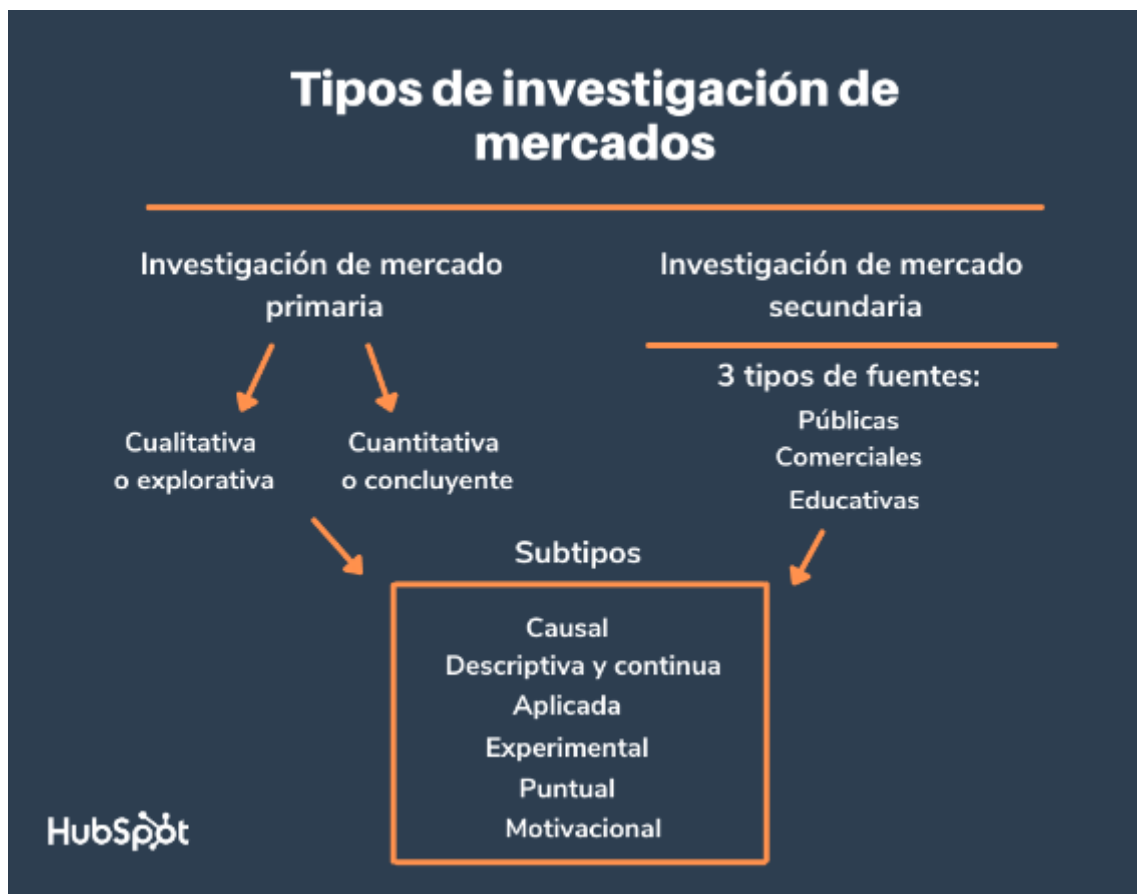 Tipos de investigación de
mercados
Investigación de mercado
primaria
Cualitativa
o explorativa
Cuantitativa
o concluyente
Investigación de mercado
secundaria
3 tipos de fuentes:
Públicas
Comerciales
Educativas
Subtipos
Causal
Descriptiva y continua
Aplicada
Experimental
Puntual
Motivacional
HubSpot